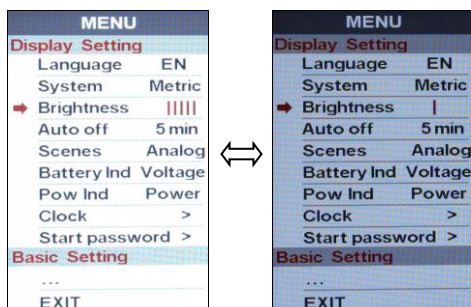 MENU
Display Setting
Language EN
System Metric
Brightness |||||
Auto off 5 min
Scenes Analog
Battery Ind Voltage
Pow Ind Power
Clock >
Start password >
Basic Setting
...
EXIT
MENU
Display Setting
Language EN
System Metric
Brightness |
Auto off 5 min
Scenes Analog
Battery Ind Voltage
Pow Ind Power
Clock >
Start password >
Basic Setting
...
EXIT